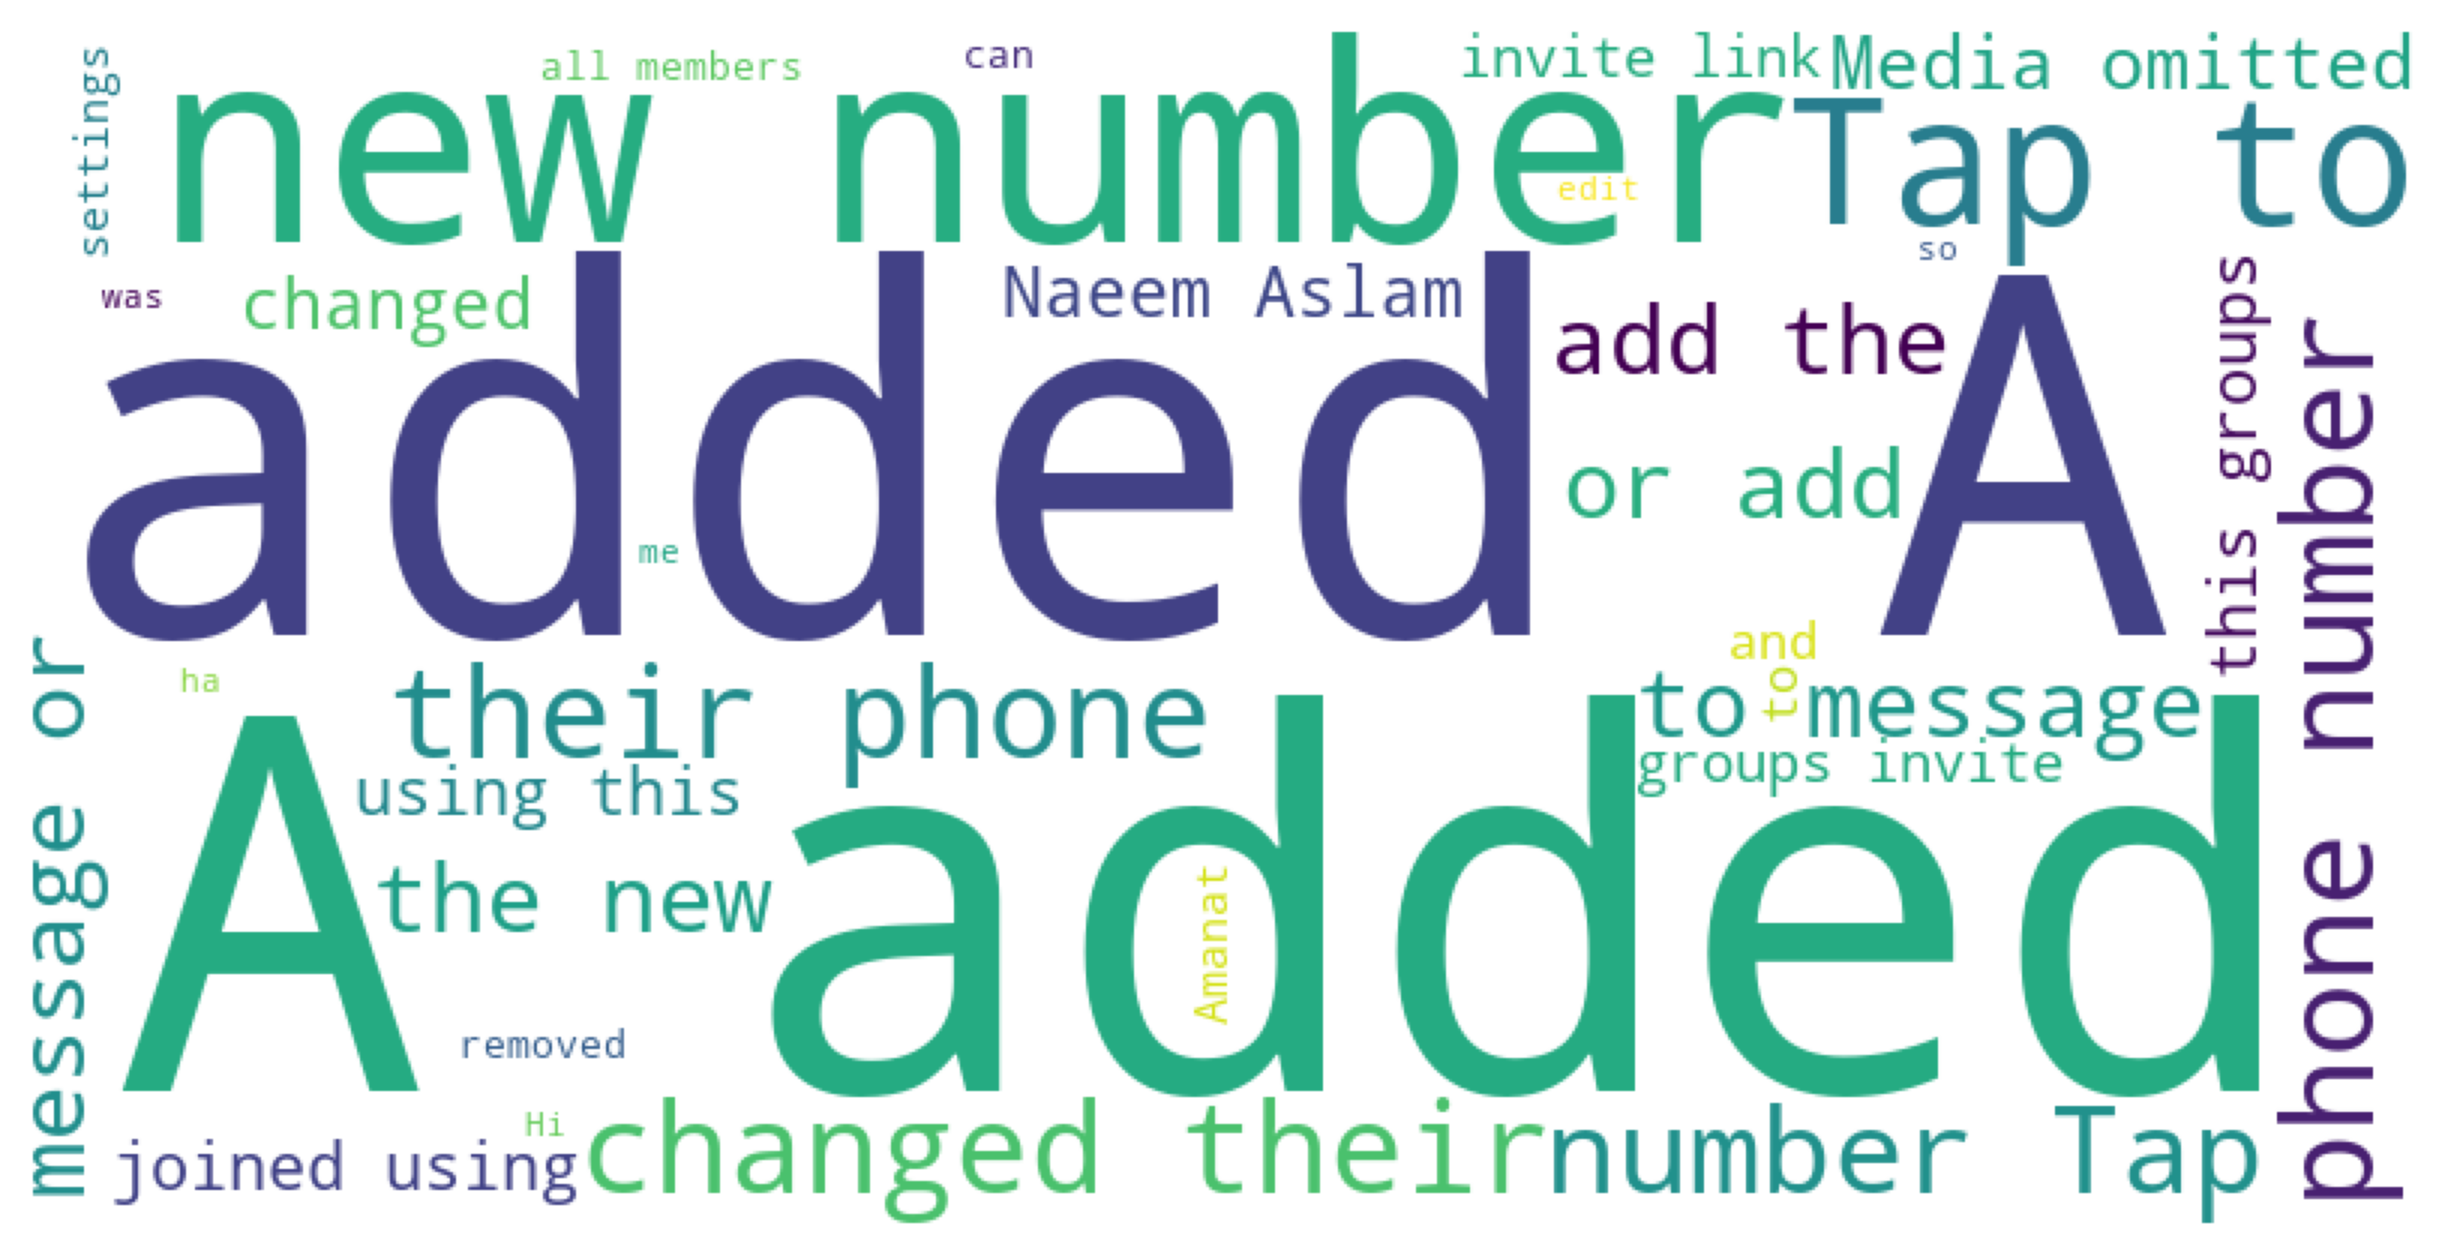 settings
all members
can
invite link
Media omitted
new number
Tap to
edit
so
was
changed
Naeem Aslam
add the
this groups
added A
or add
phone number
me
and
to
message or
ha
their phone
to message
groups invite
using this
A added
the new
Amanat
removed
Hi
joined using
changed their
number Tap